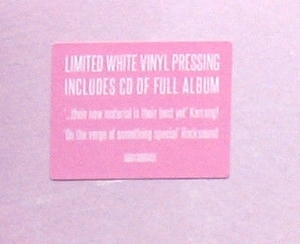 LIMITED WHITE VINYL PRESSING
INCLUDES CD OF FULL ALBUM
'...their new material is their best yet' Kerrang!
'On the verge of something special' Rocksound